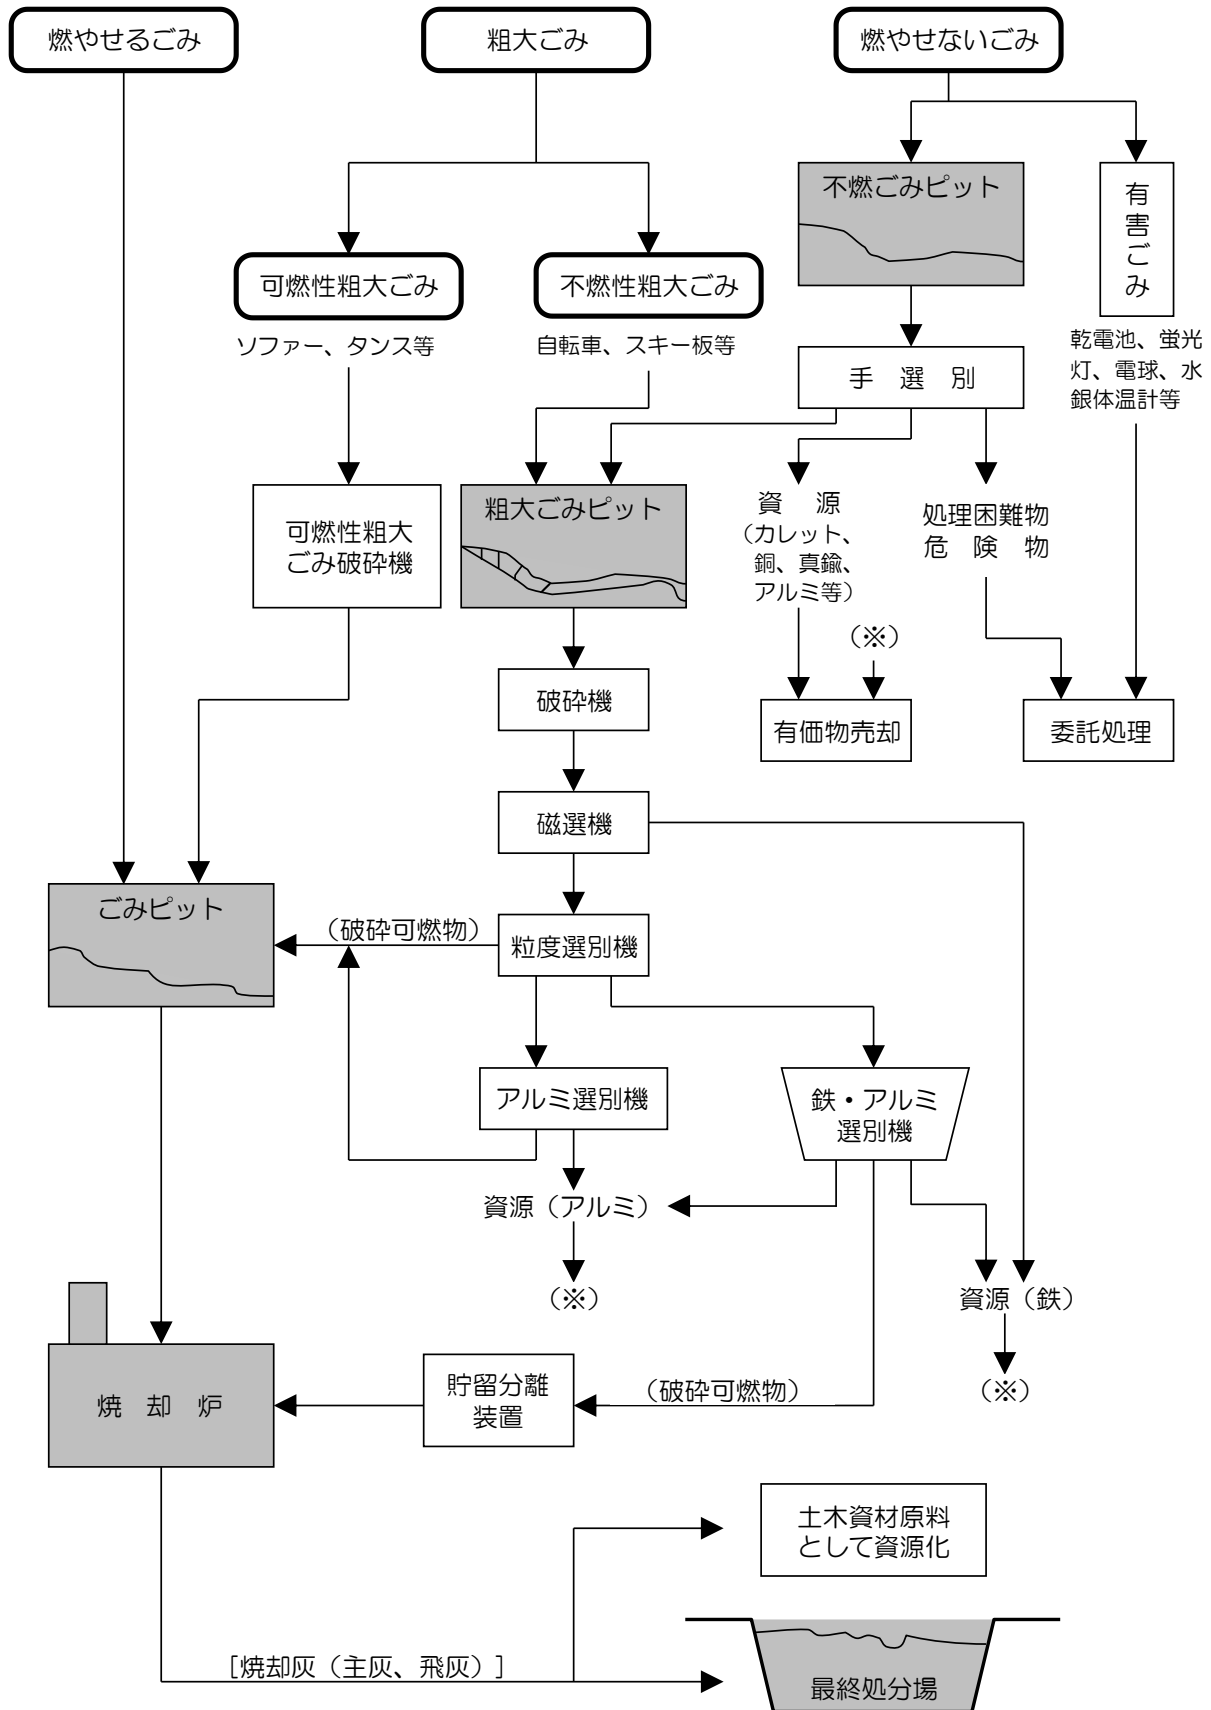 燃やせるごみ
粗大ごみ
燃やせないごみ
不燃ごみピット
有
害
ご
み
可燃性粗大ごみ
不燃性粗大ごみ
ソファー、タンス等
自転車、スキー板等
手　選　別
乾電池、蛍光
灯、電球、水
銀体温計等
可燃性粗大
ごみ破砕機
粗大ごみピット
資　源
（カレット、
銅、真鍮、
アルミ等）
処理困難物
危　険　物
（※）
破砕機
有価物売却
委託処理
磁選機
ごみピット
（破砕可燃物）
粒度選別機
アルミ選別機
鉄・アルミ
選別機
資源（アルミ）
（※）
資源（鉄）
（※）
焼　却　炉
貯留分離
装置
（破砕可燃物）
土木資材原料
として資源化
［焼却灰（主灰、飛灰）］
最終処分場